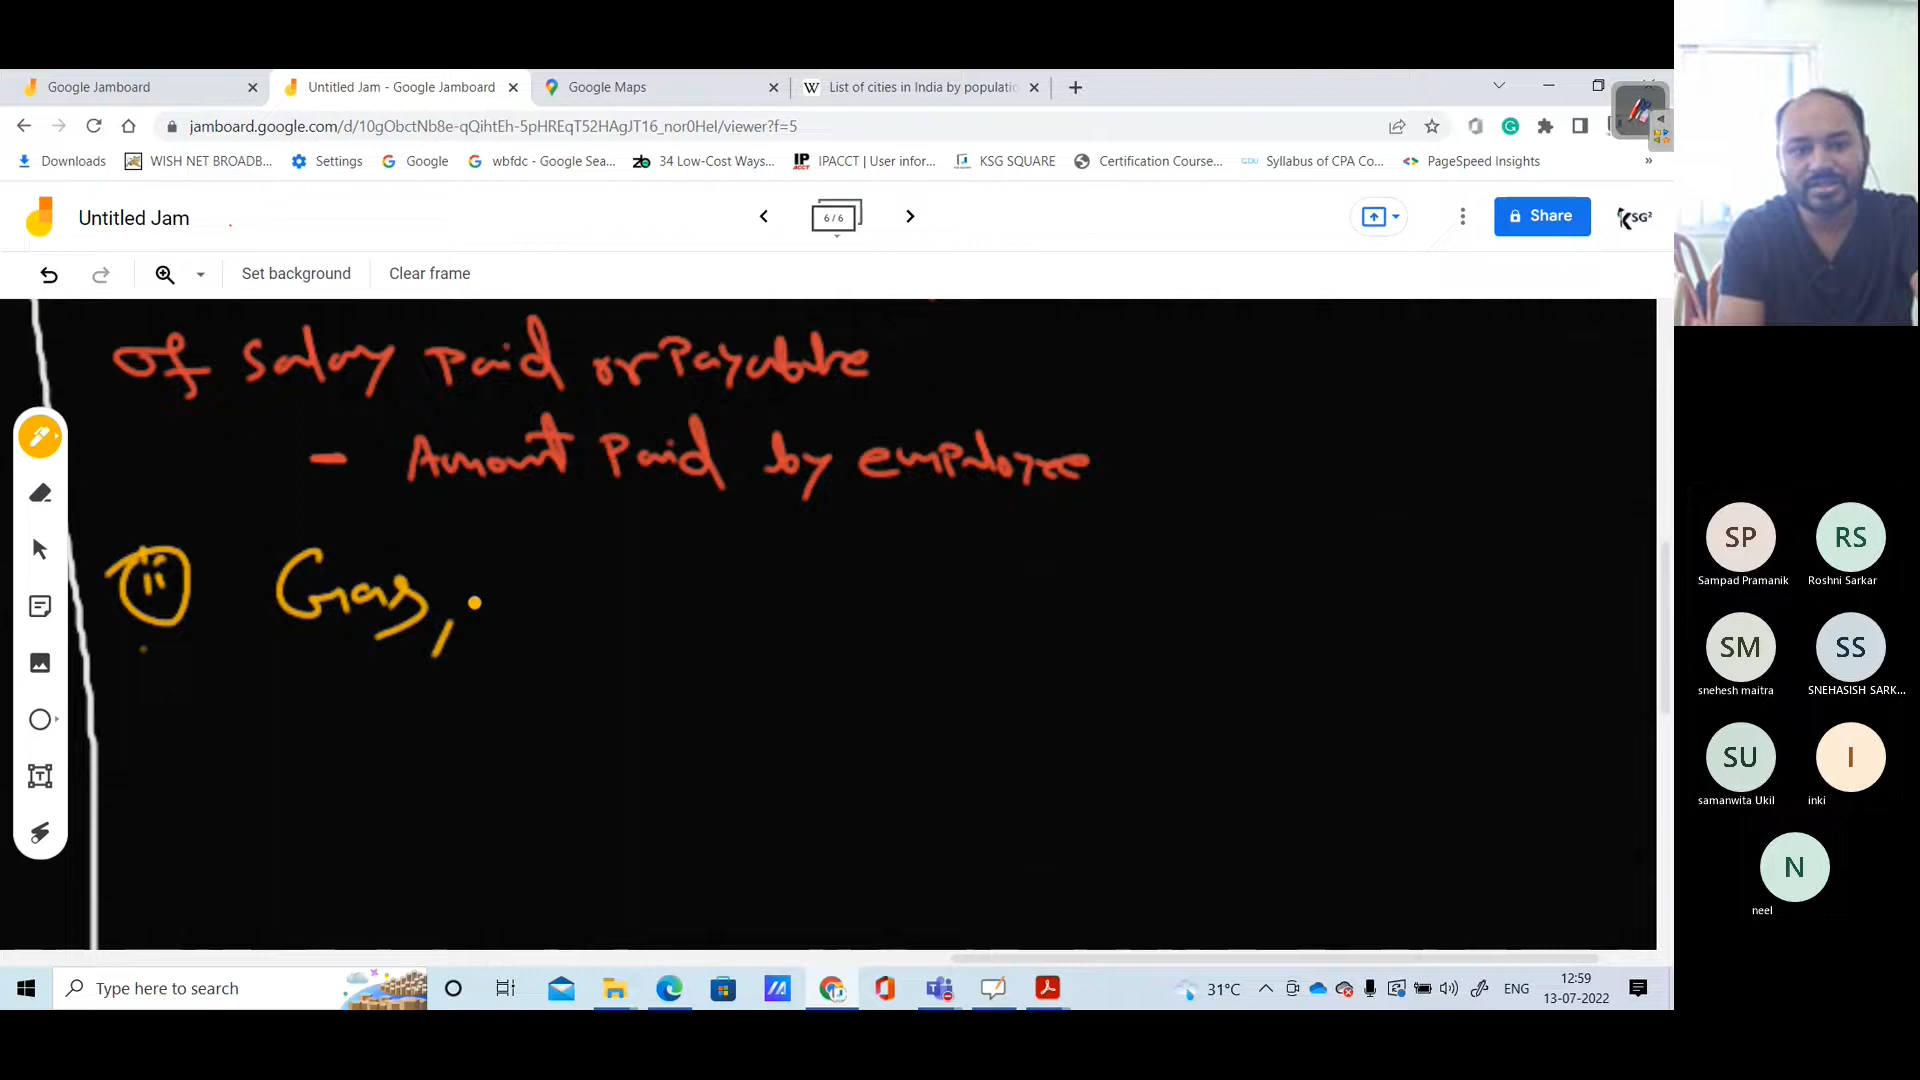 Google Jamboard
Untitled Jam - Google Jamboard
Google Maps
List of cities in India by populatio
jamboard.google.com/d/10gObctNb8e-qQihtEh-5pHREqT52HAgJT16_nor0HeI/viewer?f=5
Downloads
WISH NET BROADB...
Settings
Google
wbfdc - Google Sea...
34 Low-Cost Ways...
IPACCT | User infor...
KSG SQUARE
Certification Course...
Syllabus of CPA Co...
PageSpeed Insights
Untitled Jam
6 / 6
Share
KSG²
Set background
Clear frame
Of Salary Paid or Payable
- Amount Paid by employee
ii Gas,
SP
Sampad Pramanik
RS
Roshni Sarkar
SM
snehesh maitra
SS
SNEHASISH SARK...
SU
samanwita Ukil
I
inki
N
neel
Type here to search
31°C
ENG
12:59
13-07-2022